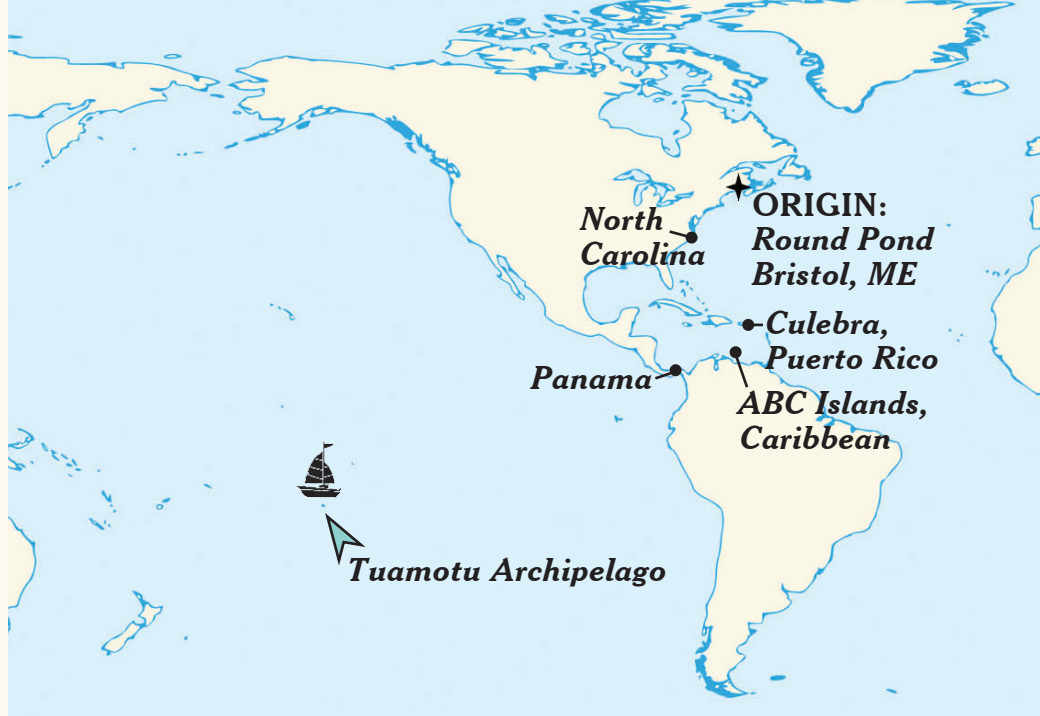 ORIGIN:
Round Pond
Bristol, ME
North
Carolina
Culebra,
Puerto Rico
Panama
ABC Islands,
Caribbean
Tuamotu Archipelago